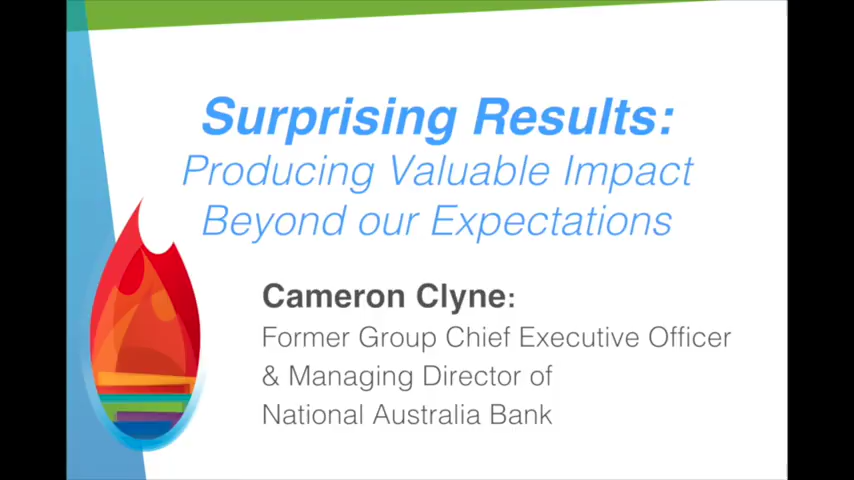 Surprising Results:
Producing Valuable Impact
Beyond our Expectations
Cameron Clyne:
Former Group Chief Executive Officer
& Managing Director of
National Australia Bank